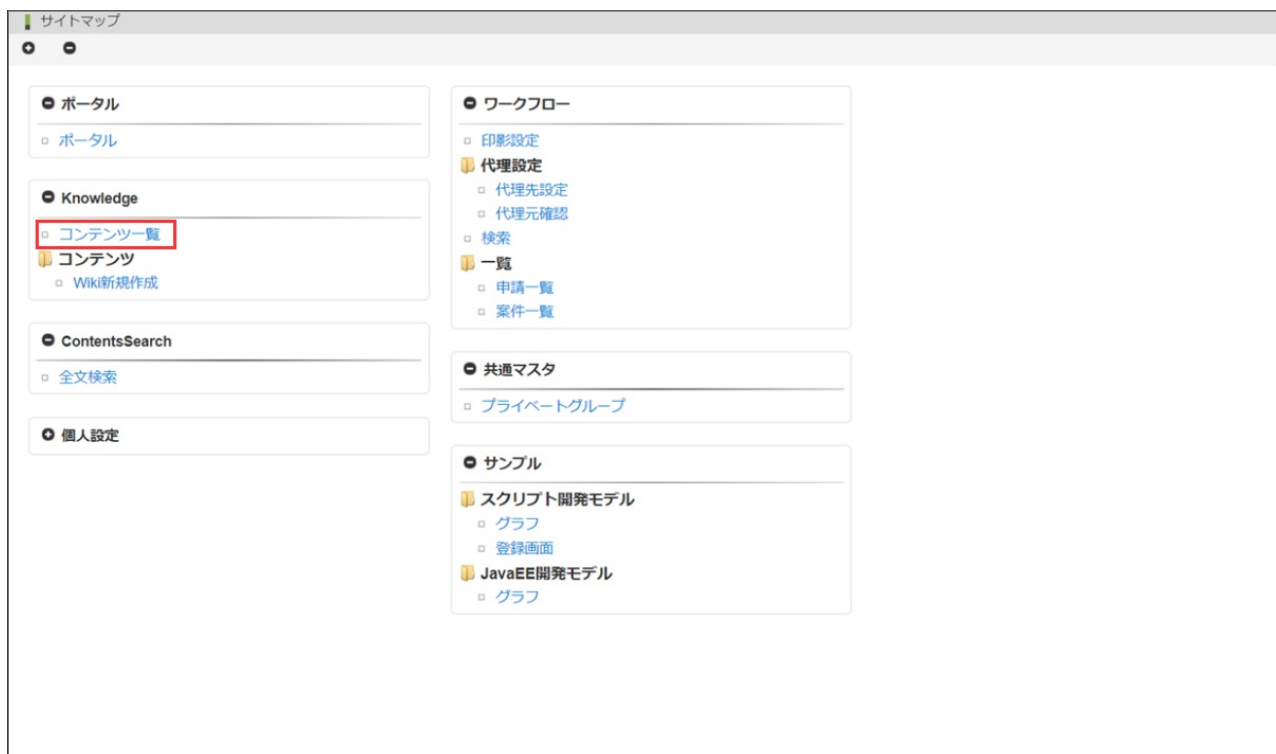 サイトマップ
ポータル
ポータル
Knowledge
コンテンツ一覧
コンテンツ
Wiki新規作成
ContentsSearch
全文検索
個人設定
ワークフロー
印影設定
代理設定
代理先設定
代理元確認
検索
一覧
申請一覧
案件一覧
共通マスタ
プライベートグループ
サンプル
スクリプト開発モデル
グラフ
登録画面
JavaEE開発モデル
グラフ